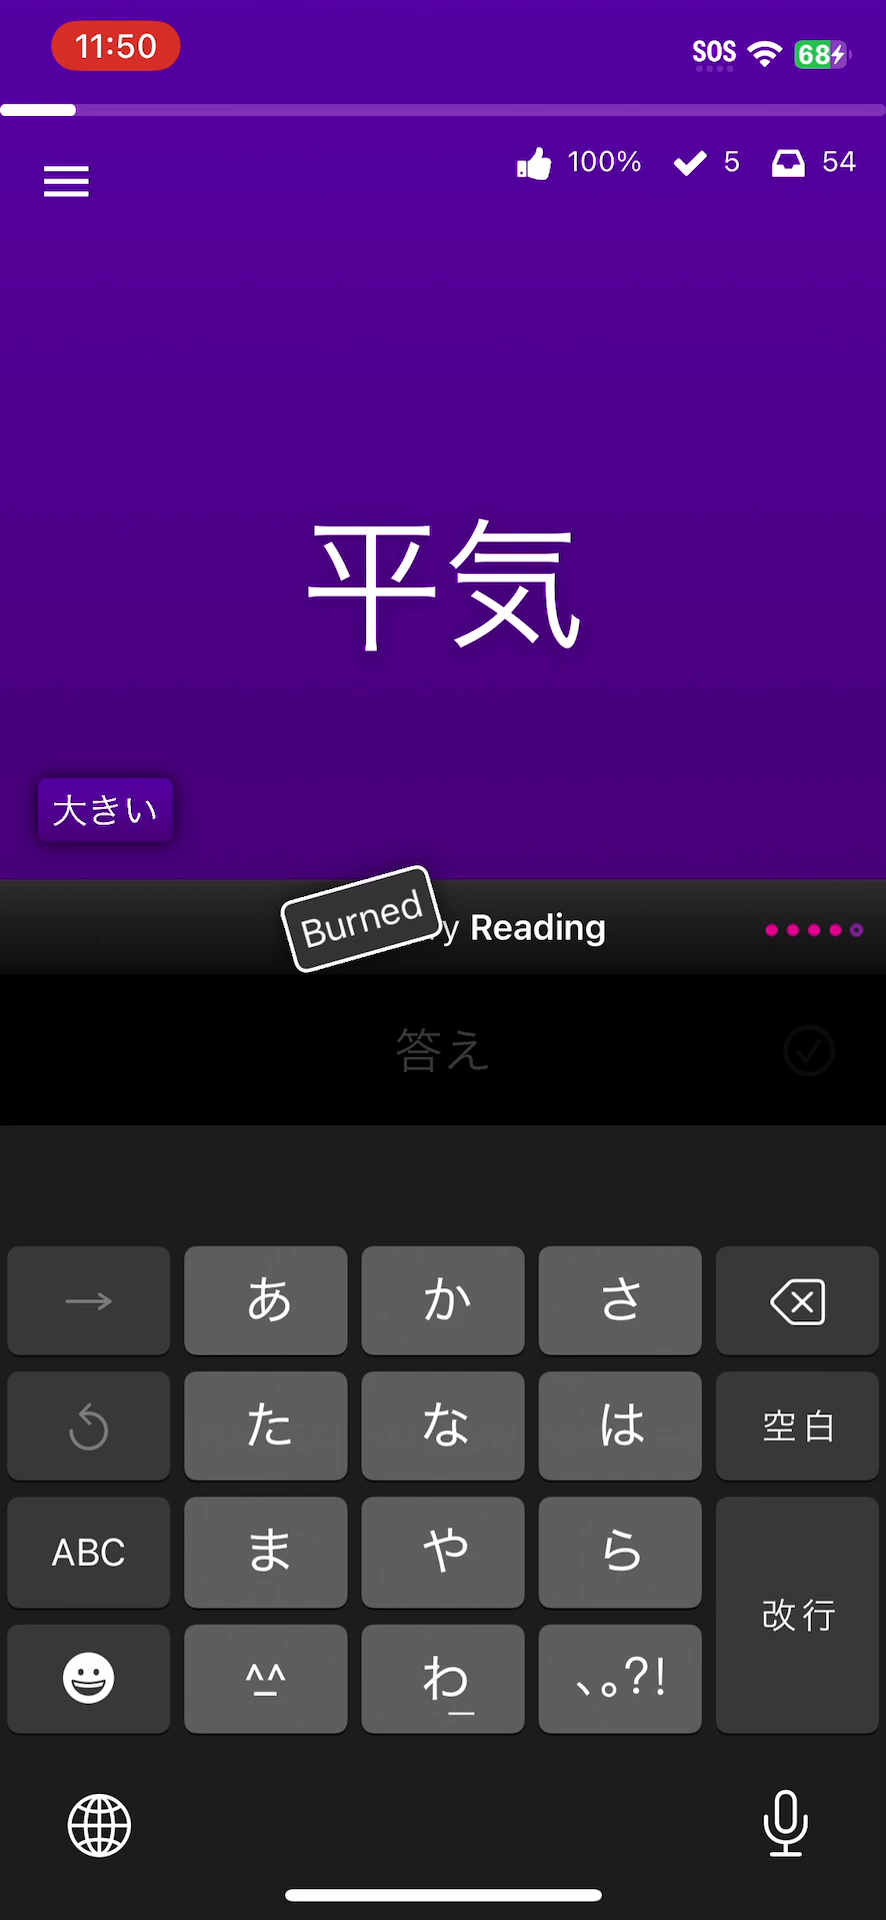 11:50 SOS 68
100% 5 54
平気
大きい
Burned
y Reading
答え
→ あ か さ
た な は 空白
ABC ま や ら
改行
^^ わ 、。?!